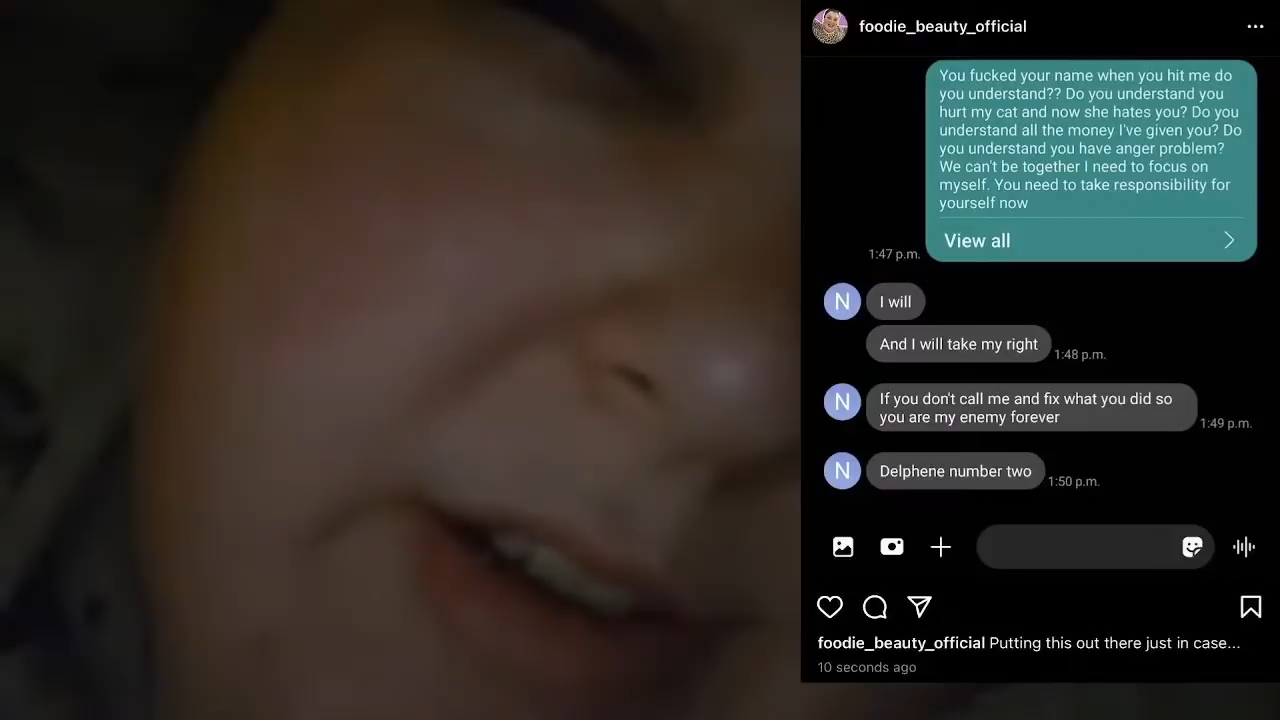 foodie_beauty_official
You fucked your name when you hit me do
you understand?? Do you understand you
hurt my cat and now she hates you? Do you
understand all the money I've given you? Do
you understand you have anger problem?
We can't be together I need to focus on
myself. You need to take responsibility for
yourself now
View all
1:47 p.m.
N
I will
And I will take my right
1:48 p.m.
N
If you don't call me and fix what you did so
you are my enemy forever
1:49 p.m.
N
Delphene number two
1:50 p.m.
foodie_beauty_official Putting this out there just in case...
10 seconds ago